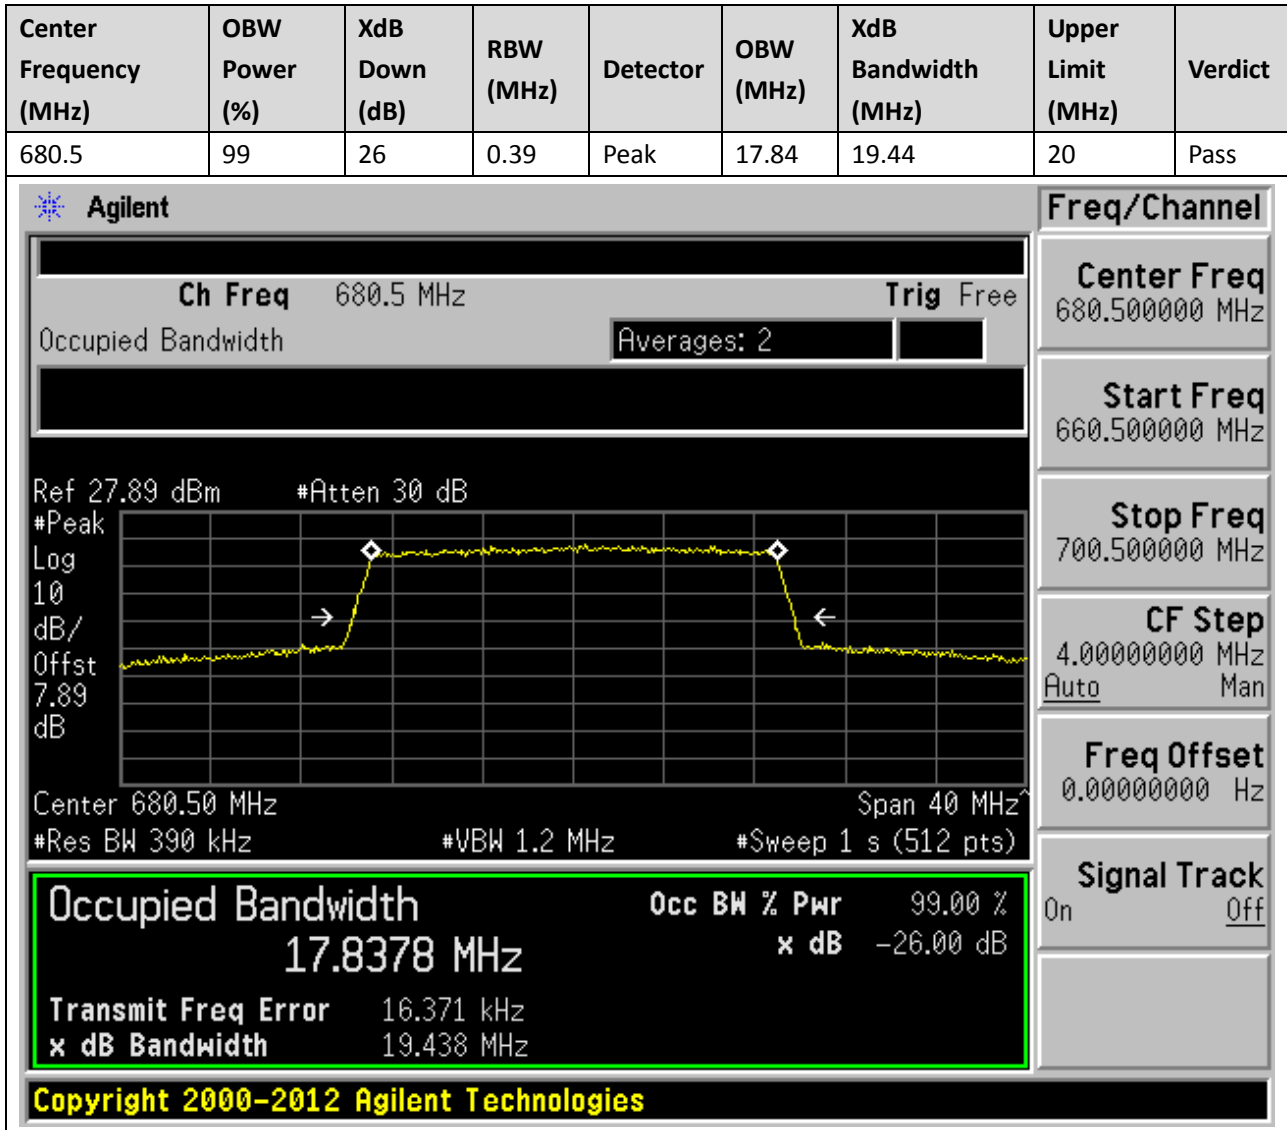 Center Frequency (MHz) OBW Power (%) XdB Down (dB) RBW (MHz) Detector OBW (MHz) XdB Bandwidth (MHz) Upper Limit (MHz) Verdict
680.5 99 26 0.39 Peak 17.84 19.44 20 Pass
Agilent
Freq/Channel
Ch Freq 680.5 MHz Trig Free
Occupied Bandwidth Averages: 2
Center Freq
680.500000 MHz
Start Freq
660.500000 MHz
Stop Freq
700.500000 MHz
CF Step
4.00000000 MHz
Auto Man
Freq Offset
0.00000000 Hz
Signal Track
On Off
Ref 27.89 dBm #Atten 30 dB
#Peak
Log
10
dB/
Offst
7.89
dB
Center 680.50 MHz Span 40 MHz^
#Res BW 390 kHz #VBW 1.2 MHz #Sweep 1 s (512 pts)
Occupied Bandwidth Occ BW % Pwr 99.00 %
17.8378 MHz x dB -26.00 dB
Transmit Freq Error 16.371 kHz
x dB Bandwidth 19.438 MHz
Copyright 2000-2012 Agilent Technologies